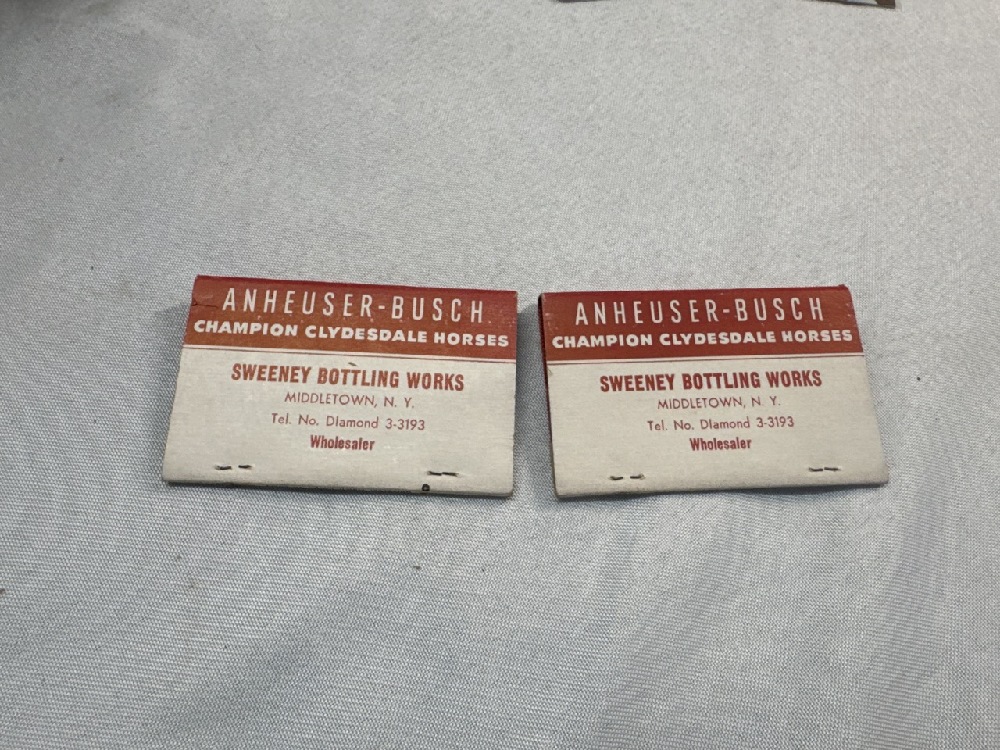 ANHEUSER-BUSCH
CHAMPION CLYDESDALE HORSES
SWEENEY BOTTLING WORKS
MIDDLETOWN, N. Y.
Tel. No. DIamond 3-3193
Wholesaler
ANHEUSER-BUSCH
CHAMPION CLYDESDALE HORSES
SWEENEY BOTTLING WORKS
MIDDLETOWN, N. Y.
Tel. No. DIamond 3-3193
Wholesaler